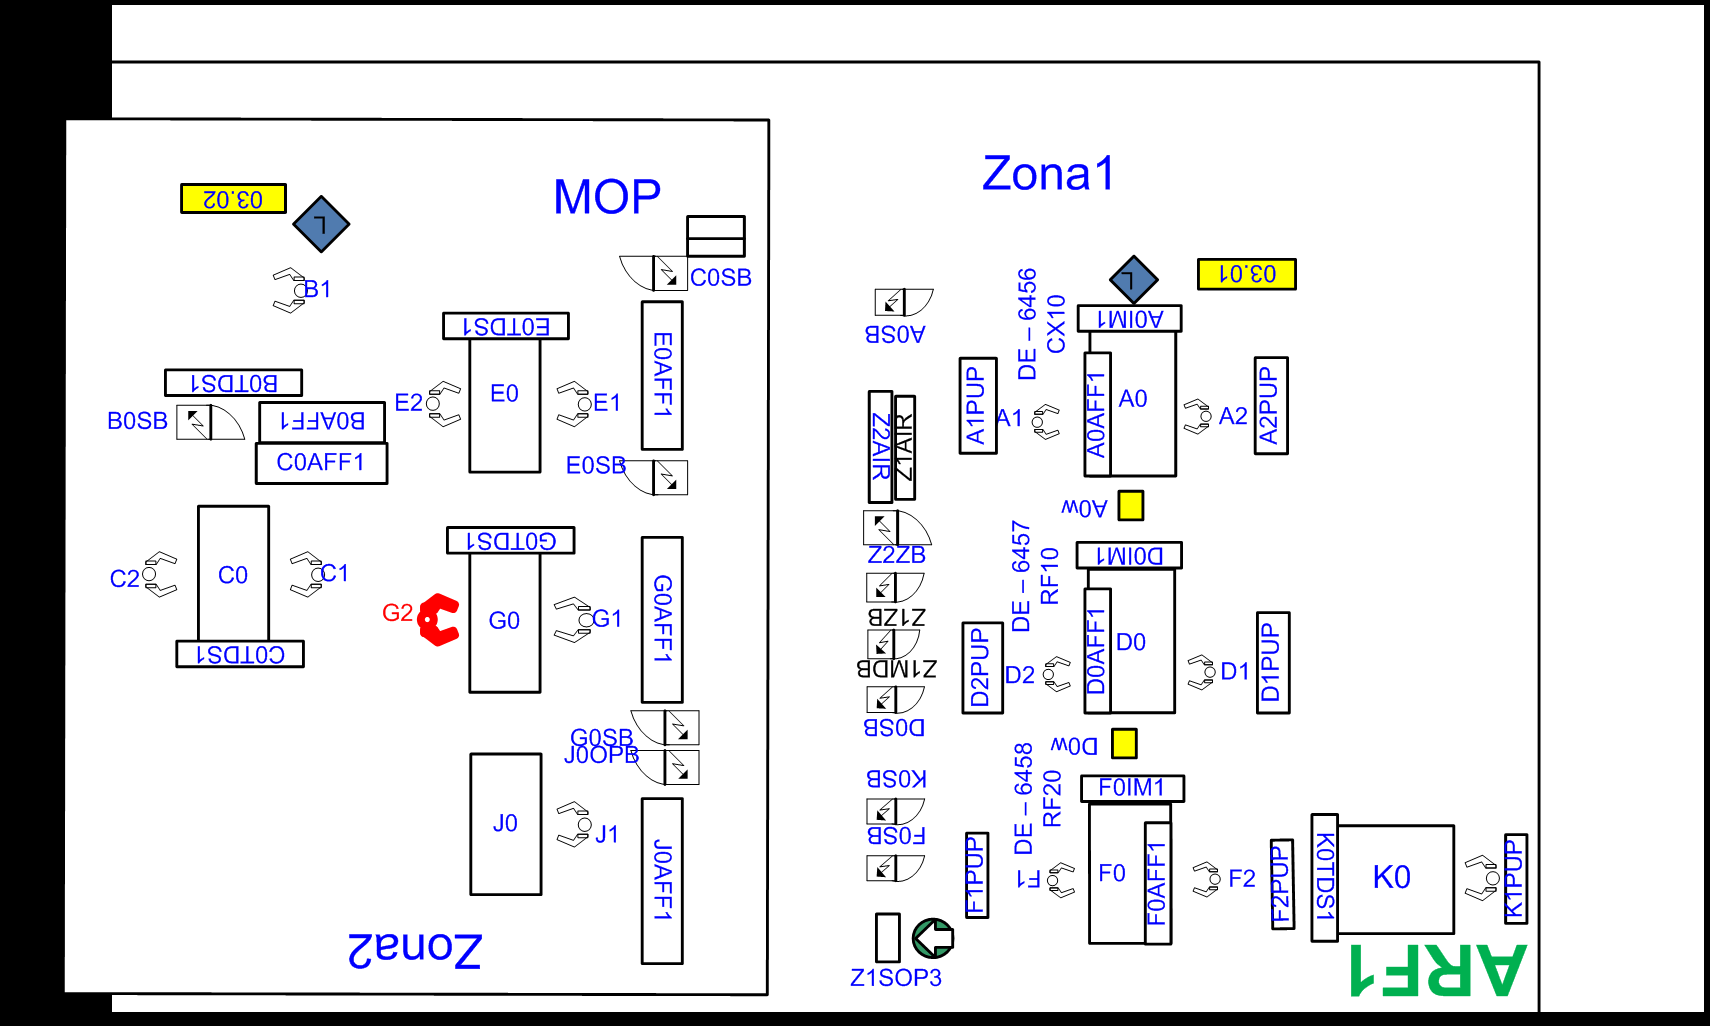 MOP
03.02
L
B1
C0SB
E0TDS1
E0AFF1
B0TDS1
B0SB
B0AFF1
C0AFF1
E2
E0
E1
E0SB
C2
C0
C1
C0TDS1
G0TDS1
G2
G0
G1
G0AFF1
G0SB
J0OPB
J0
J1
J0AFF1
Zona2
Zona1
A0SB
DE – 6456
CX10
L
03.01
A0IM1
A1PUP
A1
A0AFF1
A0
A2
A2PUP
Z2AIR
Z1AIR
A0w
Z2ZB
Z1ZB
Z1MDB
D0SB
DE – 6457
RF10
D0IM1
D2PUP
D2
D0AFF1
D0
D1
D1PUP
D0w
K0SB
F0SB
DE – 6458
RF20
F0IM1
F1PUP
F1
F0
F0AFF1
F2
F2PUP
K0TDS1
K0
K1PUP
Z1SOP3
ARF1